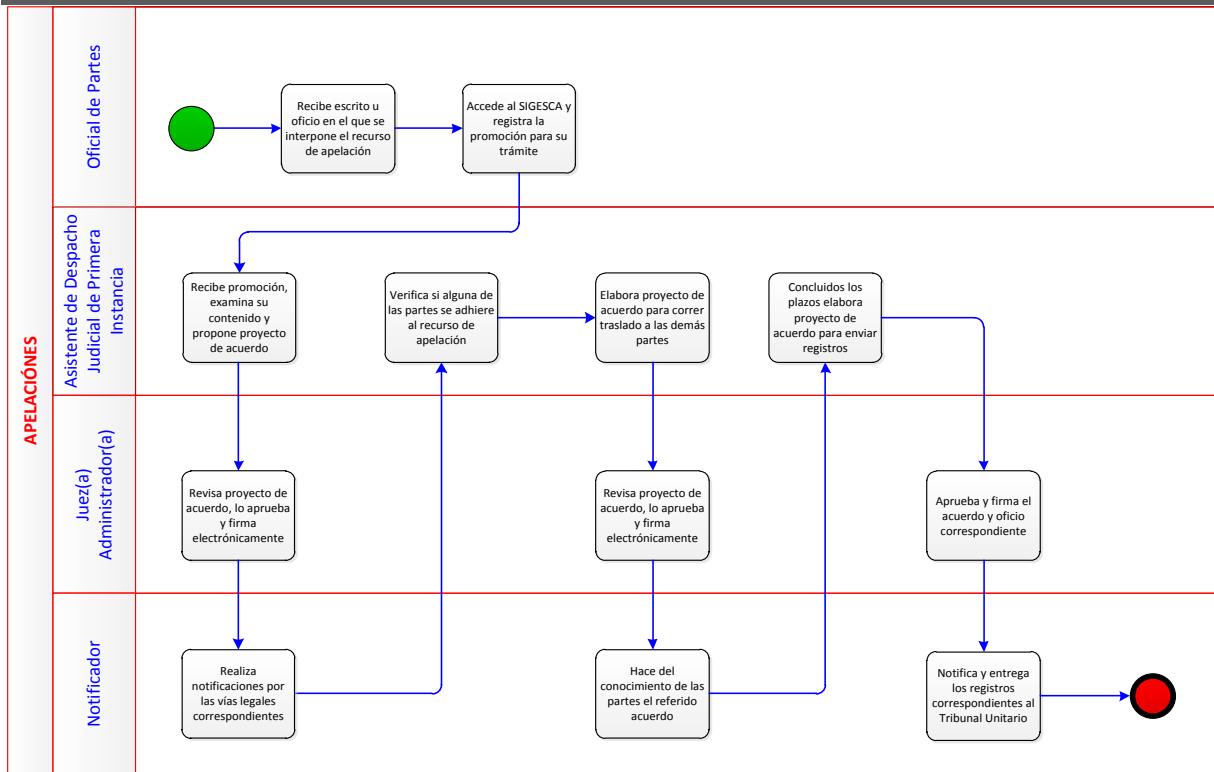 APELACIÓNES
Oficial de Partes
Recibe escrito u
oficio en el que se
interpone el recurso
de apelación
Accede al SIGESCA y
registra la
promoción para su
trámite
Asistente de Despacho
Judicial de Primera
Instancia
Recibe promoción,
examina su
contenido y
propone proyecto
de acuerdo
Verifica si alguna de
las partes se adhiere
al recurso de
apelación
Elabora proyecto de
acuerdo para correr
traslado a las demás
partes
Concluidos los
plazos elabora
proyecto de
acuerdo para enviar
registros
Juez(a)
Administrador(a)
Revisa proyecto de
acuerdo, lo aprueba
y firma
electrónicamente
Revisa proyecto de
acuerdo, lo aprueba
y firma
electrónicamente
Aprueba y firma el
acuerdo y oficio
correspondiente
Notificador
Realiza
notificaciones por
las vías legales
correspondientes
Hace del
conocimiento de las
partes el referido
acuerdo
Notifica y entrega
los registros
correspondientes al
Tribunal Unitario